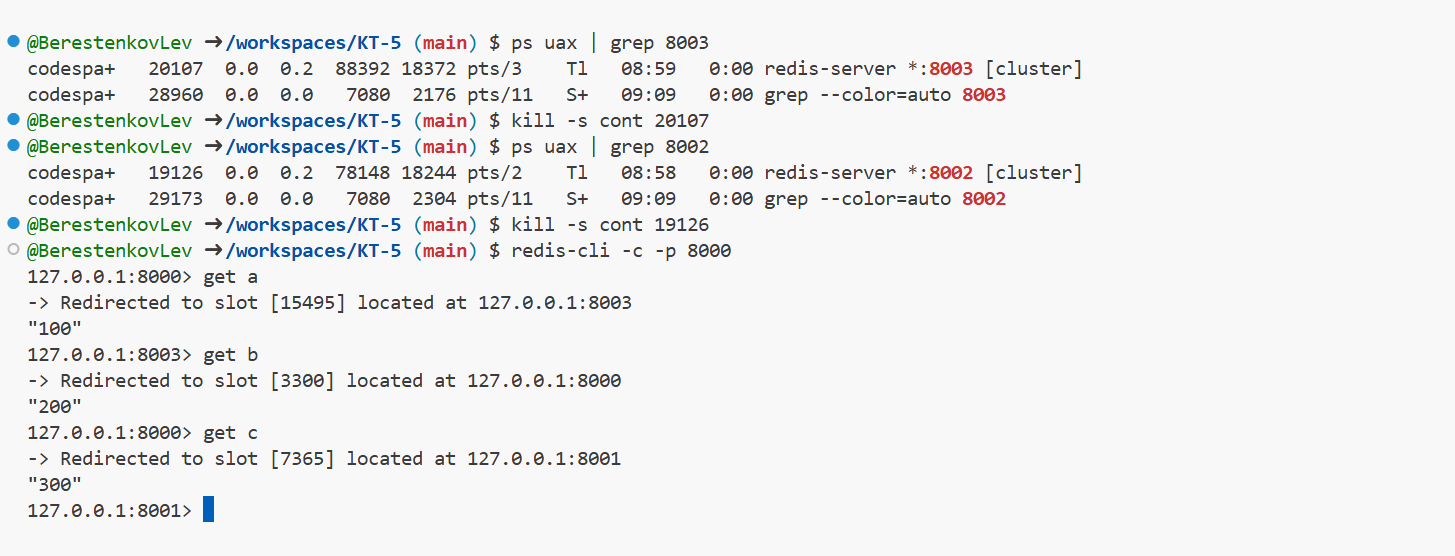 @BerestenkovLev ➜/workspaces/KT-5 (main) $ ps uax | grep 8003
codespa+   20107  0.0  0.2  88392 18372 pts/3    Tl   08:59   0:00 redis-server *:8003 [cluster]
codespa+   28960  0.0  0.0   7080  2176 pts/11   S+   09:09   0:00 grep --color=auto 8003
@BerestenkovLev ➜/workspaces/KT-5 (main) $ kill -s cont 20107
@BerestenkovLev ➜/workspaces/KT-5 (main) $ ps uax | grep 8002
codespa+   19126  0.0  0.2  78148 18244 pts/2    Tl   08:58   0:00 redis-server *:8002 [cluster]
codespa+   29173  0.0  0.0   7080  2304 pts/11   S+   09:09   0:00 grep --color=auto 8002
@BerestenkovLev ➜/workspaces/KT-5 (main) $ kill -s cont 19126
@BerestenkovLev ➜/workspaces/KT-5 (main) $ redis-cli -c -p 8000
127.0.0.1:8000> get a
-> Redirected to slot [15495] located at 127.0.0.1:8003
"100"
127.0.0.1:8003> get b
-> Redirected to slot [3300] located at 127.0.0.1:8000
"200"
127.0.0.1:8000> get c
-> Redirected to slot [7365] located at 127.0.0.1:8001
"300"
127.0.0.1:8001>